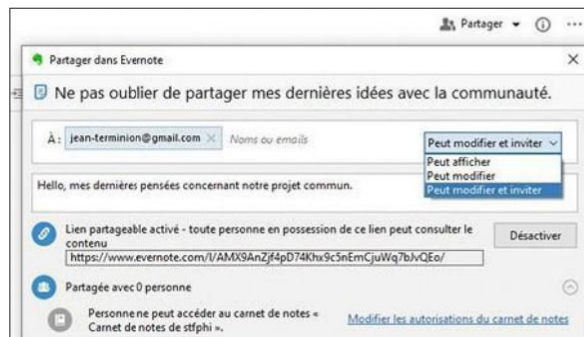 Partager
Partager dans Evernote
Ne pas oublier de partager mes dernières idées avec la communauté.
À : jean-terminion@gmail.com Noms ou emails Peut modifier et inviter
Peut afficher
Peut modifier
Peut modifier et inviter
Hello, mes dernières pensées concernant notre projet commun.
Lien partageable activé - toute personne en possession de ce lien peut consulter le
contenu
Désactiver
https://www.evernote.com/l/AMX9AnZjf4pD74Khx9c5nEmCjuWq7bJvQEo/
Partagée avec 0 personne
Personne ne peut accéder au carnet de notes «
Carnet de notes de stfphi ».
Modifier les autorisations du carnet de notes